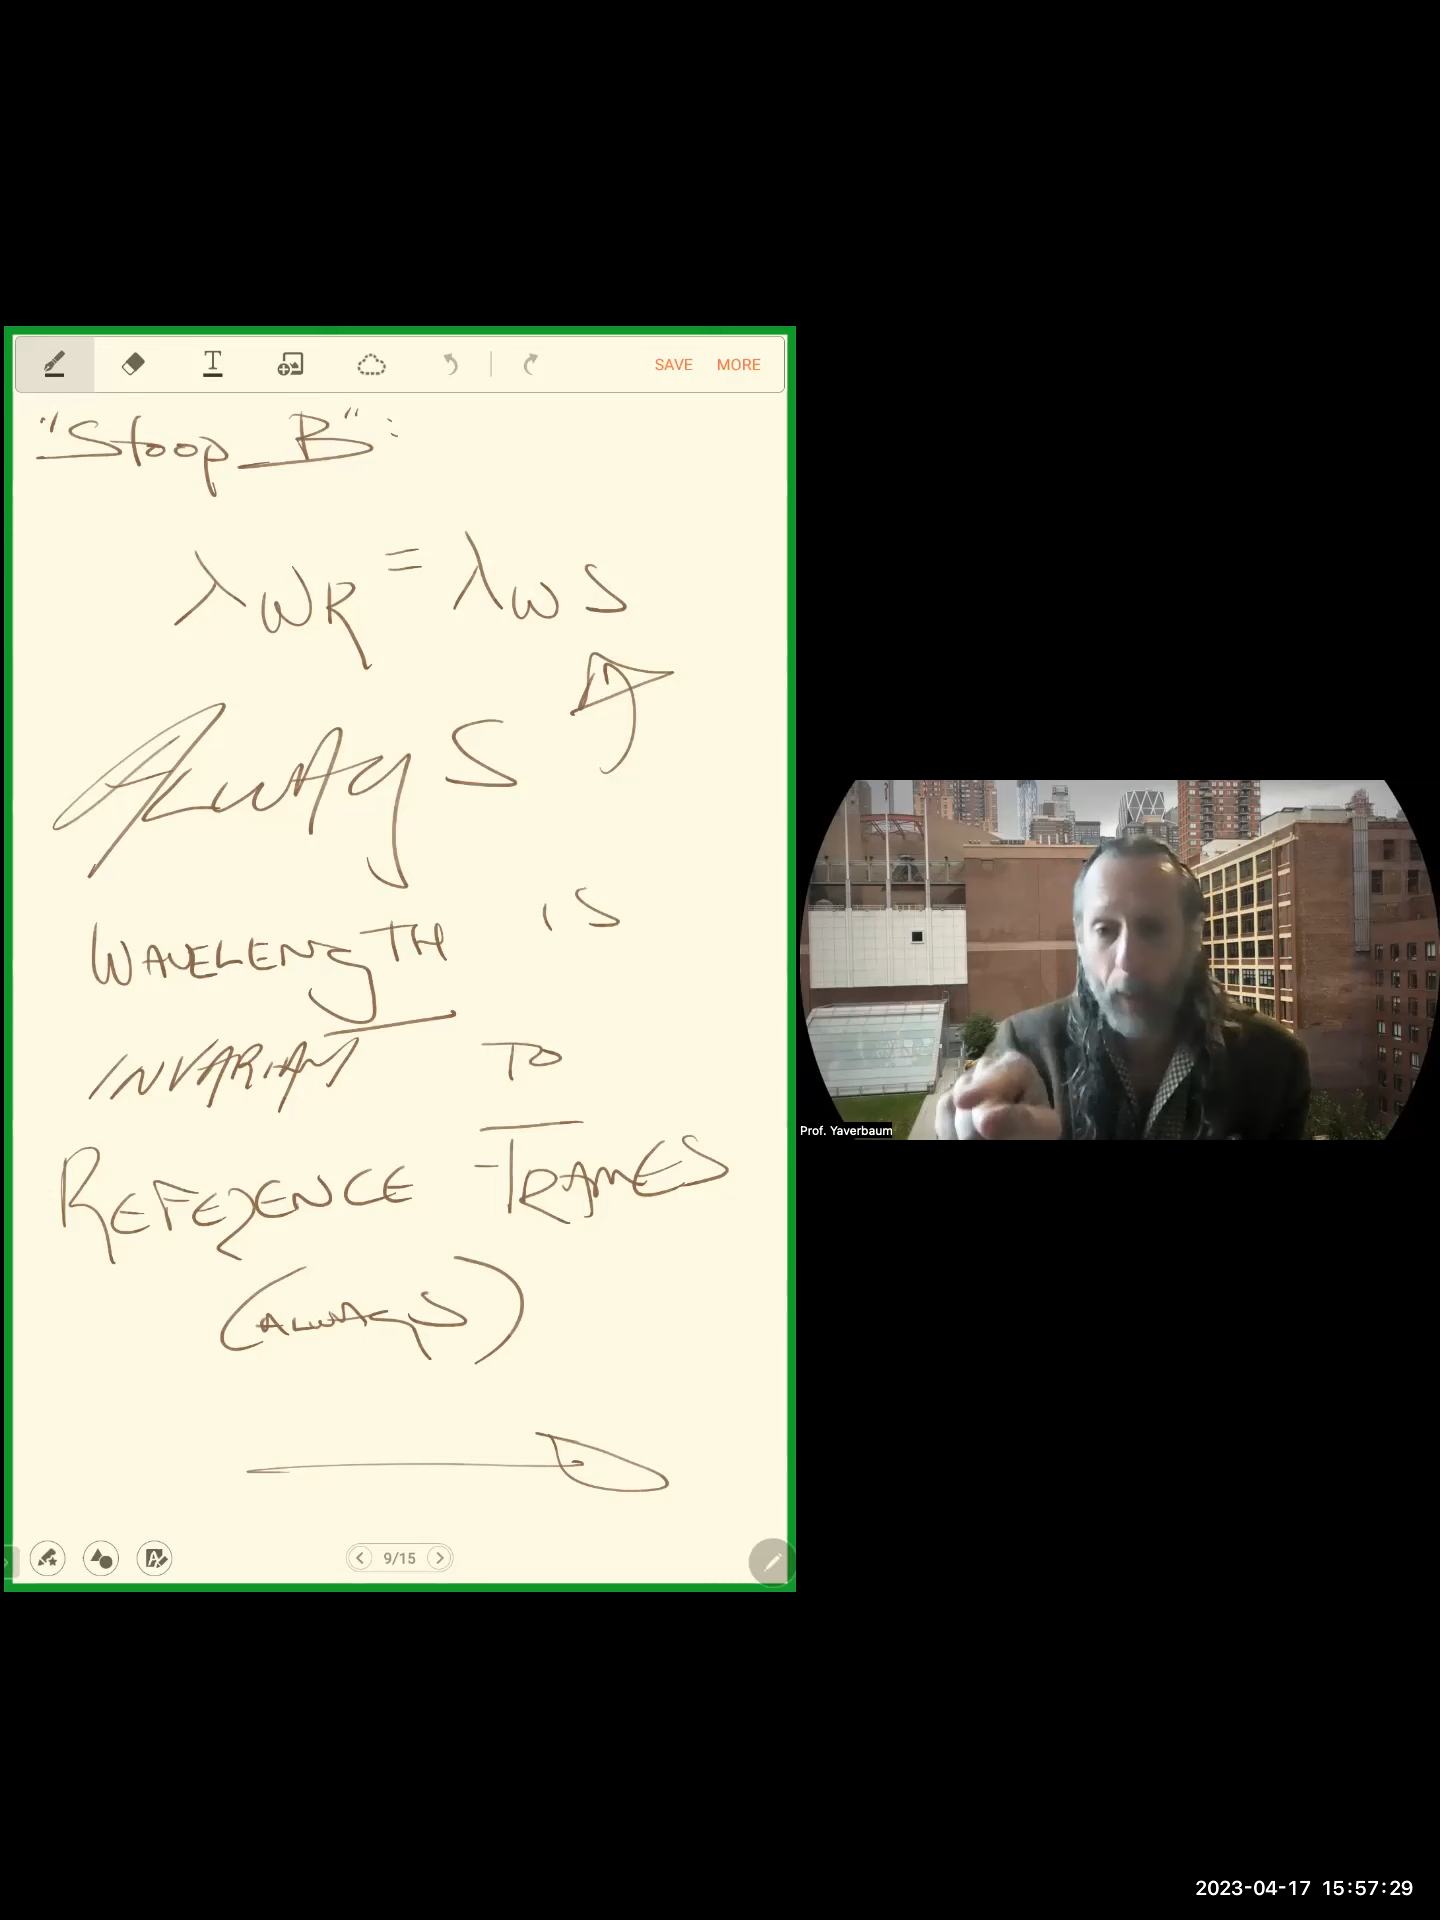 SAVE MORE
"Stoop B":
λWR = λWS
ALWAYS
WAVELENGTH IS
INVARIANT TO
REFERENCE FRAMES
(ALWAYS)
9/15
Prof. Yaverbaum
2023-04-17 15:57:29